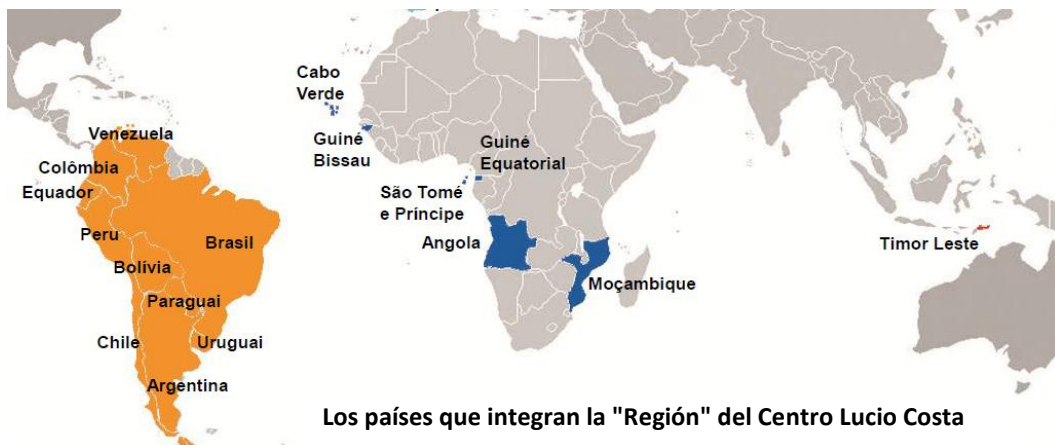 Venezuela
Colômbia
Equador
Peru
Brasil
Bolívia
Paraguai
Chile
Uruguai
Argentina
Cabo
Verde
Guiné
Bissau
Guiné
Equatorial
São Tomé
e Príncipe
Angola
Moçambique
Timor Leste
Los países que integran la "Región" del Centro Lucio Costa